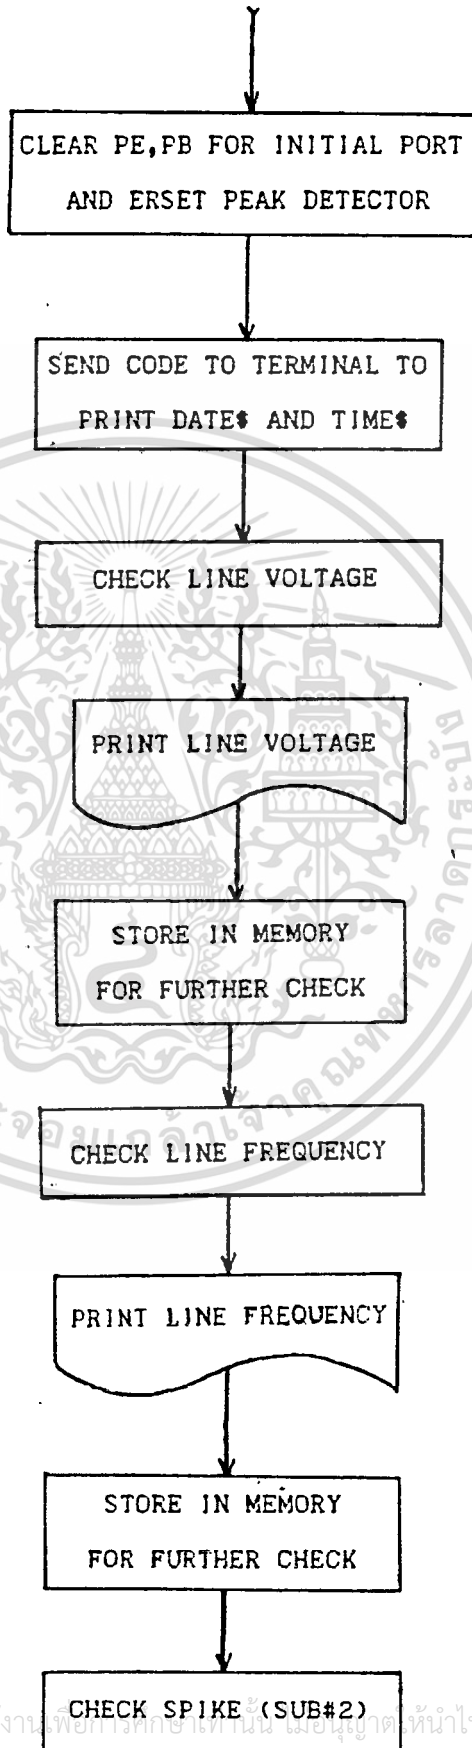 CLEAR PE,PB FOR INITIAL PORT
AND ERSET PEAK DETECTOR
SEND CODE TO TERMINAL TO
PRINT DATE$ AND TIME$
CHECK LINE VOLTAGE
PRINT LINE VOLTAGE
STORE IN MEMORY
FOR FURTHER CHECK
CHECK LINE FREQUENCY
PRINT LINE FREQUENCY
STORE IN MEMORY
FOR FURTHER CHECK
CHECK SPIKE (SUB#2)